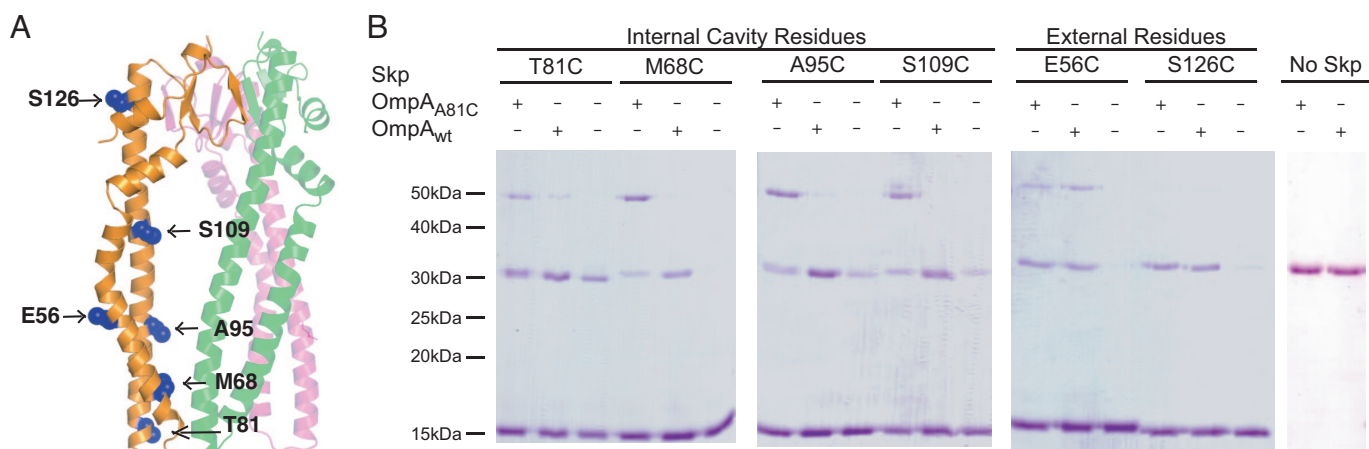 A
S126
S109
E56
A95
M68
T81
B
Internal Cavity Residues
External Residues
Skp
T81C
M68C
A95C
S109C
E56C
S126C
No Skp
OmpA A81C
+ – – + – – + – – + – – + – – + – – + –
OmpA wt
– + – – + – – + – – + – – + – – + – – +
50kDa
40kDa
30kDa
25kDa
20kDa
15kDa